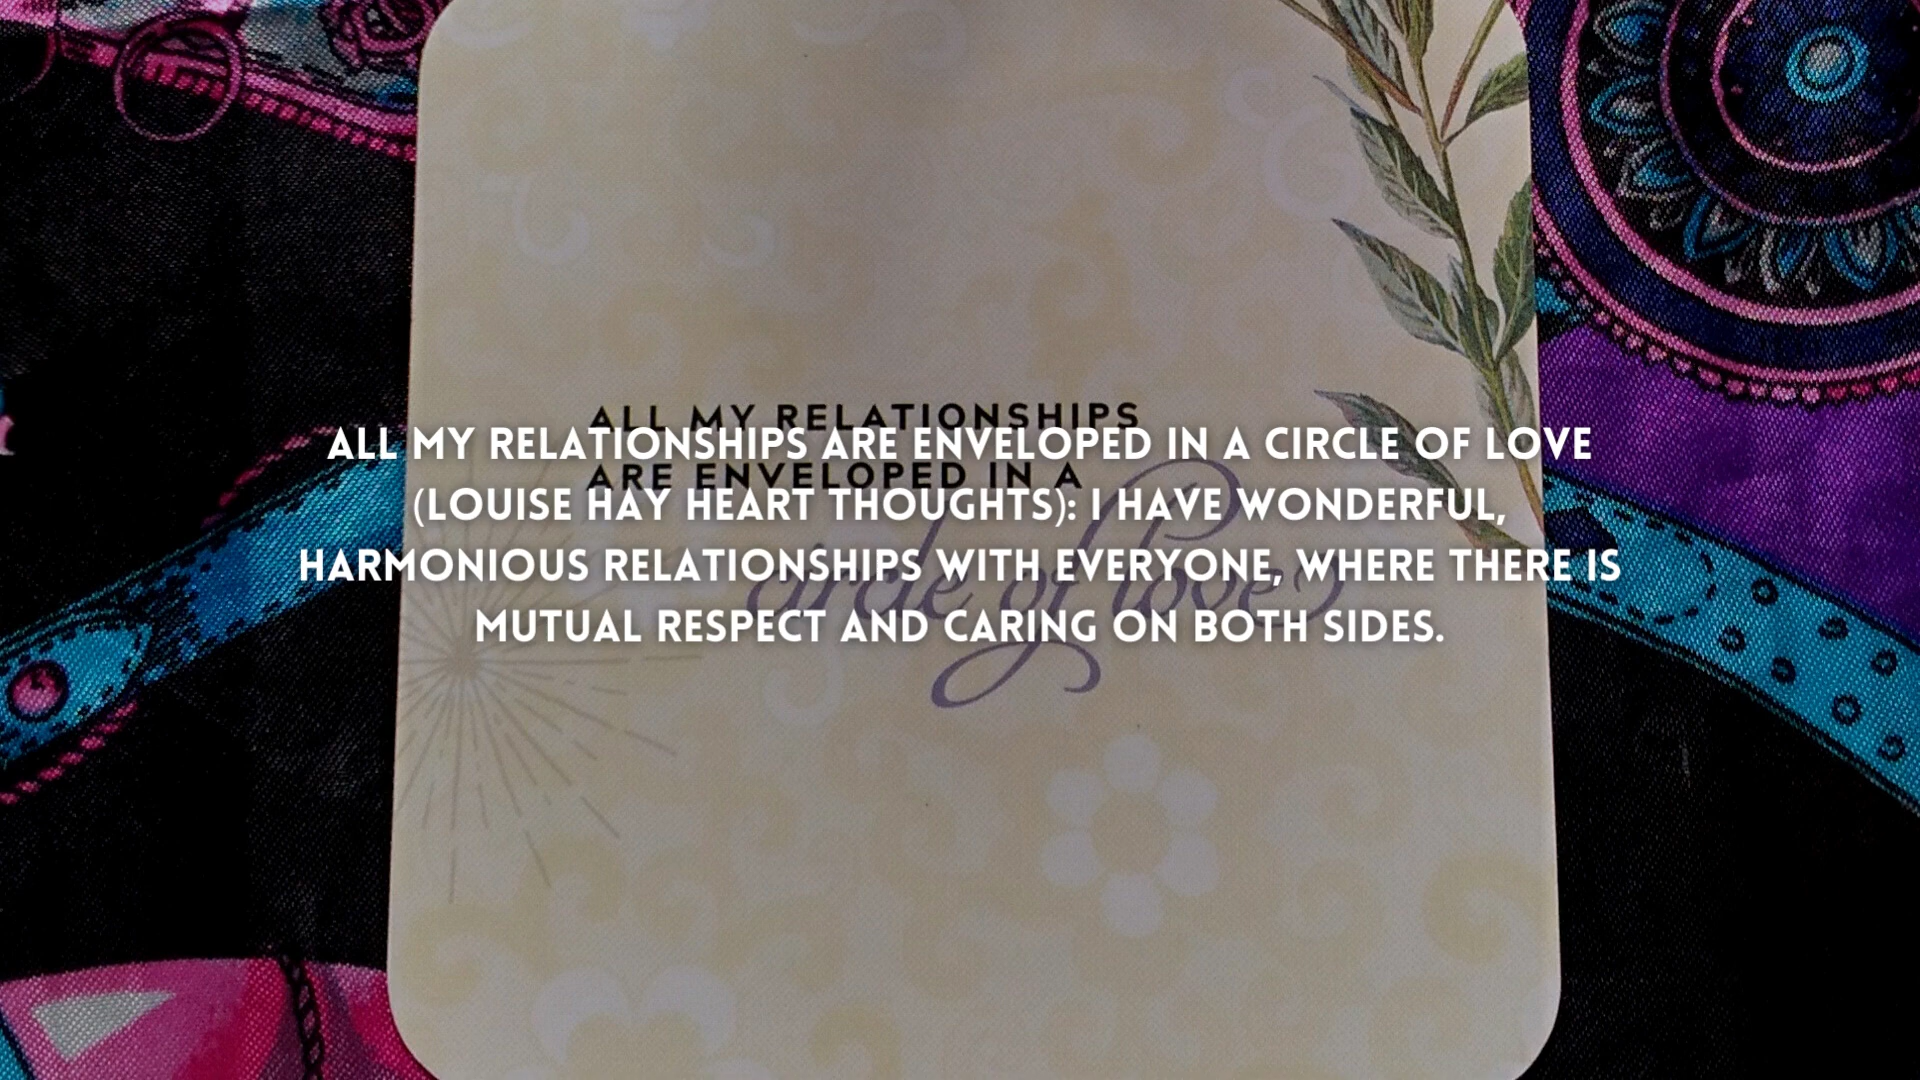 ALL MY RELATIONSHIPS
ARE ENVELOPED IN A
circle of love
ALL MY RELATIONSHIPS ARE ENVELOPED IN A CIRCLE OF LOVE
(LOUISE HAY HEART THOUGHTS): I HAVE WONDERFUL,
HARMONIOUS RELATIONSHIPS WITH EVERYONE, WHERE THERE IS
MUTUAL RESPECT AND CARING ON BOTH SIDES.